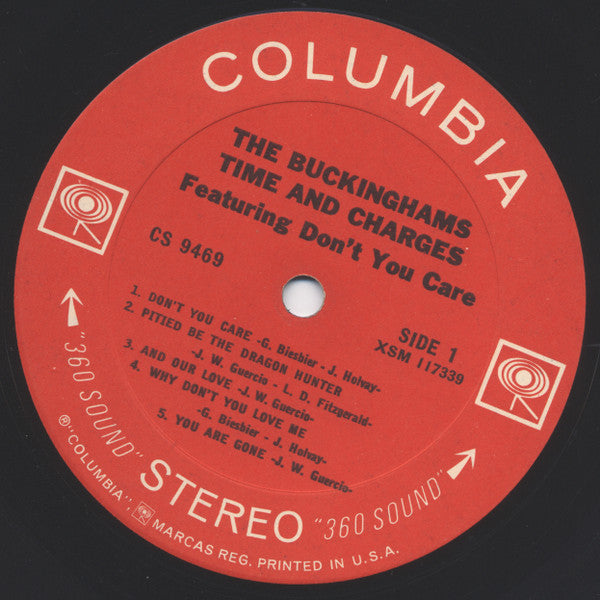 COLUMBIA
THE BUCKINGHAMS
TIME AND CHARGES
Featuring Don't You Care
CS 9469
SIDE 1
XSM 117339
1. DON'T YOU CARE -G. Biesbier - J. Holvay-
2. PITIED BE THE DRAGON HUNTER
-J. W. Guercio - L. D. Fitzgerald-
3. AND OUR LOVE -J. W. Guercio-
4. WHY DON'T YOU LOVE ME
-G. Biesbier - J. Holvay-
5. YOU ARE GONE -J. W. Guercio-
"360 SOUND" STEREO "360 SOUND"
Ⓡ "COLUMBIA", MARCAS REG. PRINTED IN U.S.A.